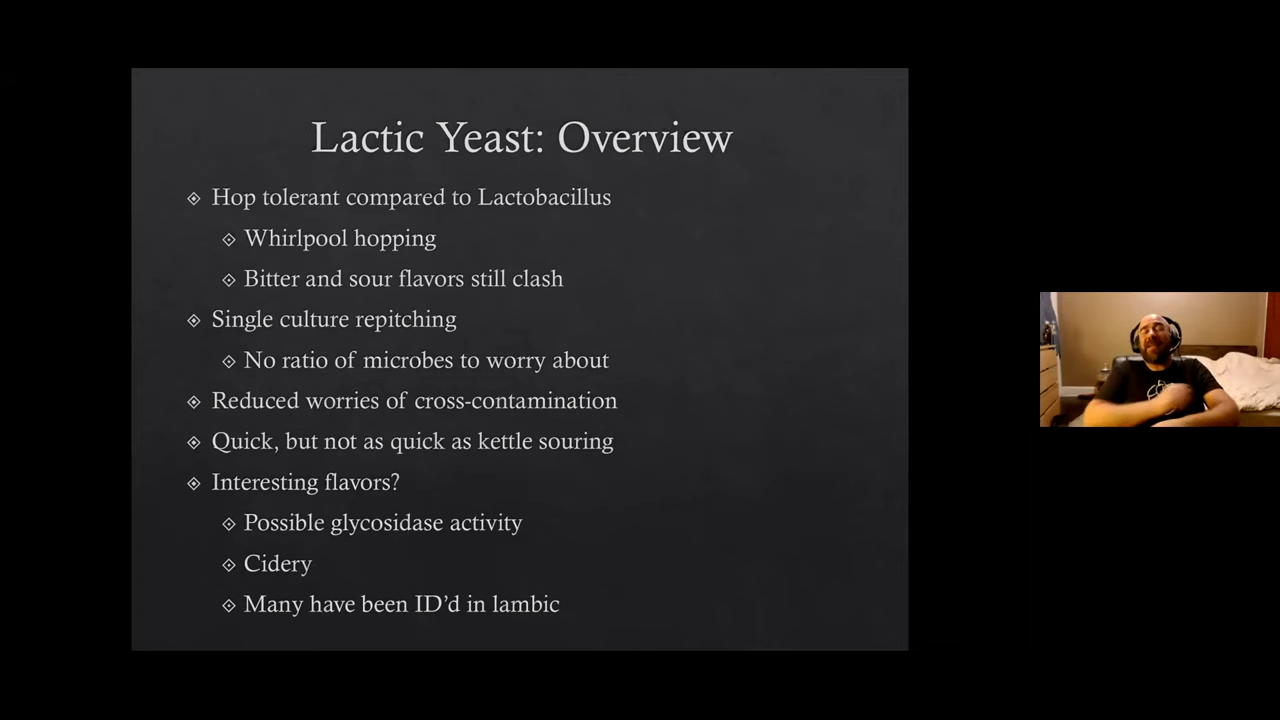 Lactic Yeast: Overview
Hop tolerant compared to Lactobacillus
Whirlpool hopping
Bitter and sour flavors still clash
Single culture repitching
No ratio of microbes to worry about
Reduced worries of cross-contamination
Quick, but not as quick as kettle souring
Interesting flavors?
Possible glycosidase activity
Cidery
Many have been ID’d in lambic